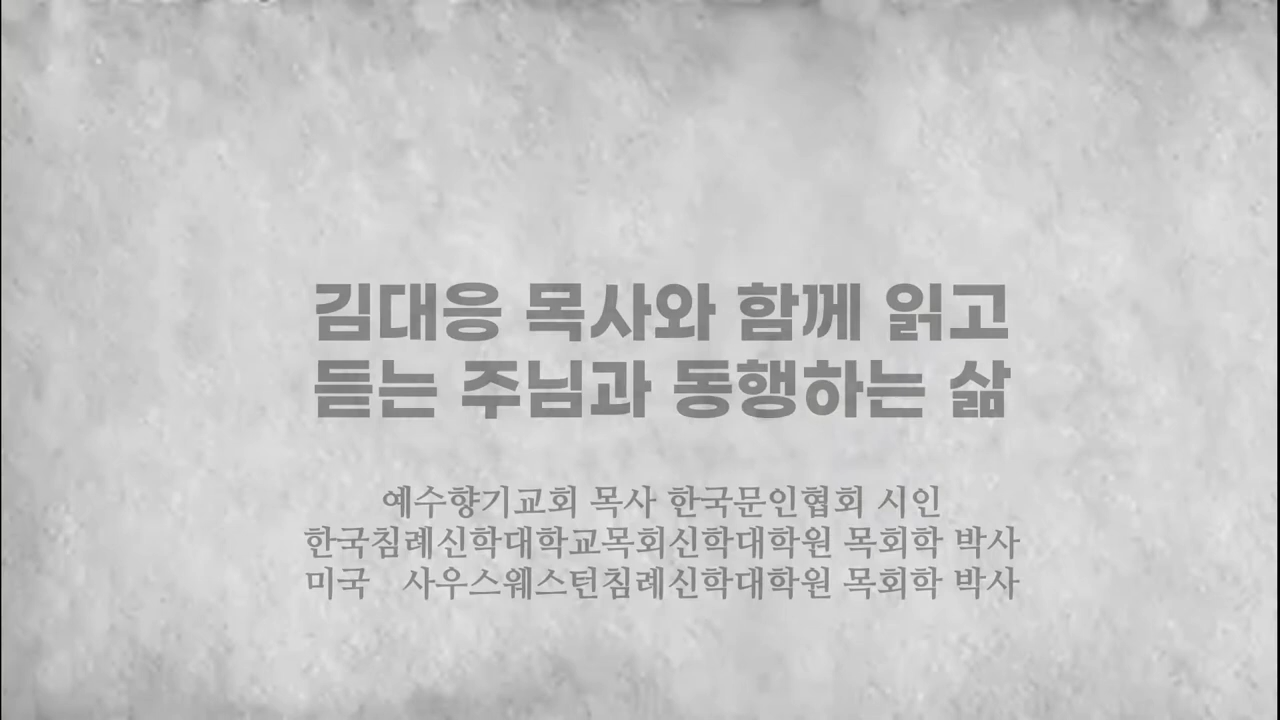 김대응 목사와 함께 읽고
듣는 주님과 동행하는 삶
예수향기교회 목사 한국문인협회 시인
한국침례신학대학교목회신학대학원 목회학 박사
미국 사우스웨스턴침례신학대학원 목회학 박사